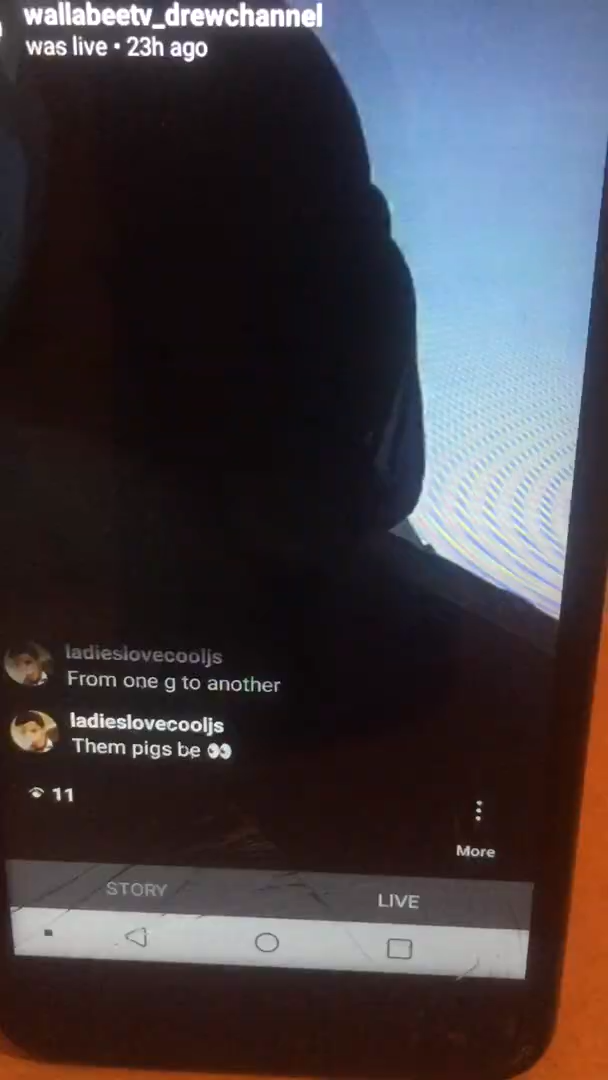 wallabeetv_drewchannel
was live • 23h ago
ladieslovecooljs
From one g to another
ladieslovecooljs
Them pigs be 👀
11
More
STORY
LIVE